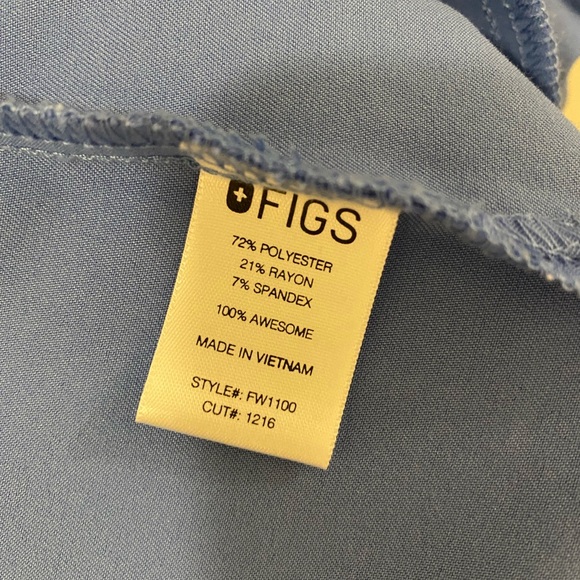 FIGS
72% POLYESTER
21% RAYON
7% SPANDEX
100% AWESOME
MADE IN VIETNAM
STYLE#: FW1100
CUT#: 1216